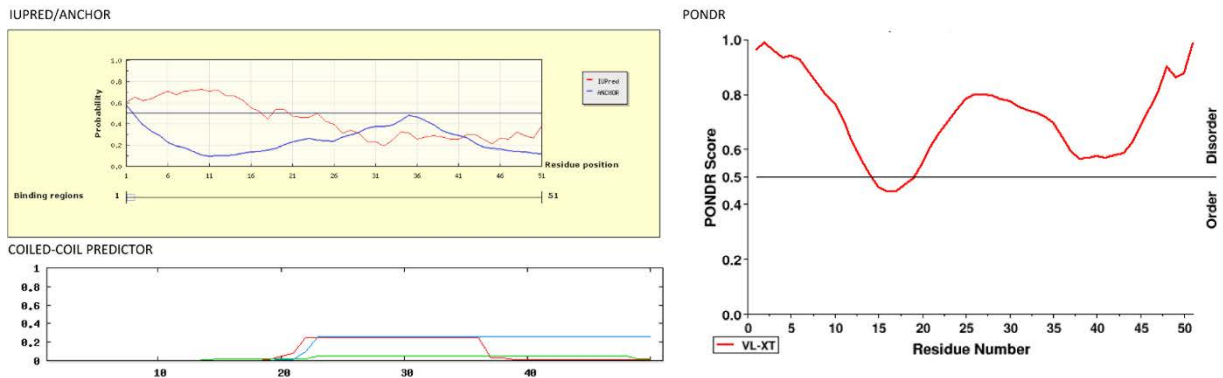 IUPRED/ANCHOR
1.0
0.8
0.6
0.4
0.2
0.0
Probability
1 6 11 16 21 26 31 36 41 46 51
Residue position
IUPred
ANCHOR
Binding regions 1 51
COILED-COIL PREDICTOR
1
0.8
0.6
0.4
0.2
0
10 20 30 40
PONDR
1.0
0.8
0.6
0.5
0.4
0.2
0.0
PONDR Score
Disorder
Order
0 5 10 15 20 25 30 35 40 45 50
VL-XT
Residue Number